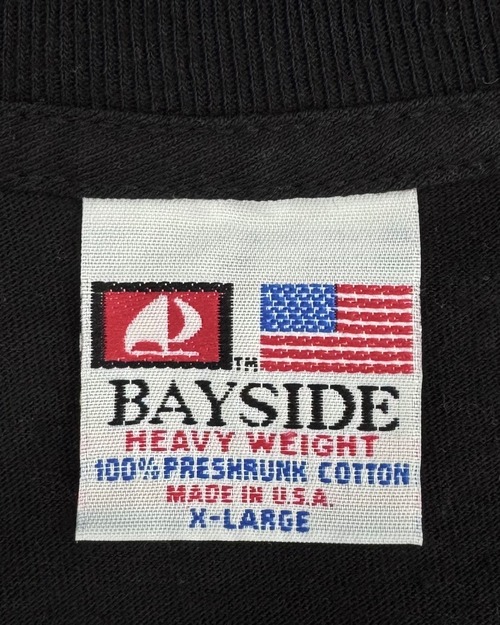 TM
BAYSIDE
HEAVY WEIGHT
100% PRESHRUNK COTTON
MADE IN U.S.A.
X-LARGE